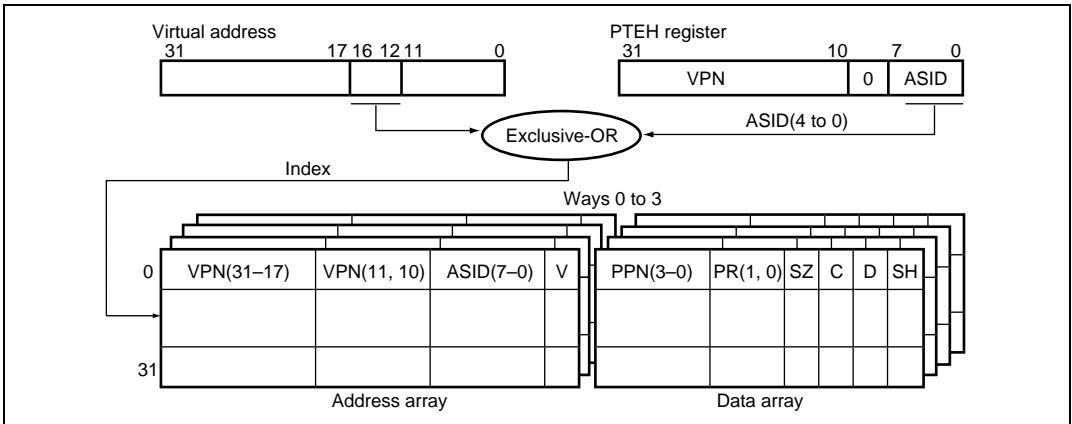 Virtual address PTEH register
31 17 16 12 11 0 31 10 7 0
VPN 0 ASID
ASID(4 to 0)
Exclusive-OR
Index
Ways 0 to 3
0 VPN(31–17) VPN(11, 10) ASID(7–0) V PPN(3–0) PR(1, 0) SZ C D SH
31
Address array Data array